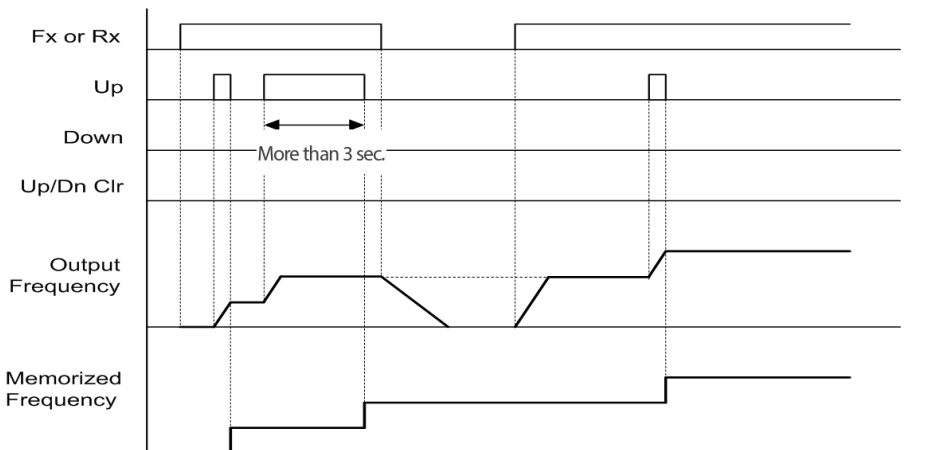 Fx or Rx
Up
Down
More than 3 sec.
Up/Dn Clr
Output
Frequency
Memorized
Frequency